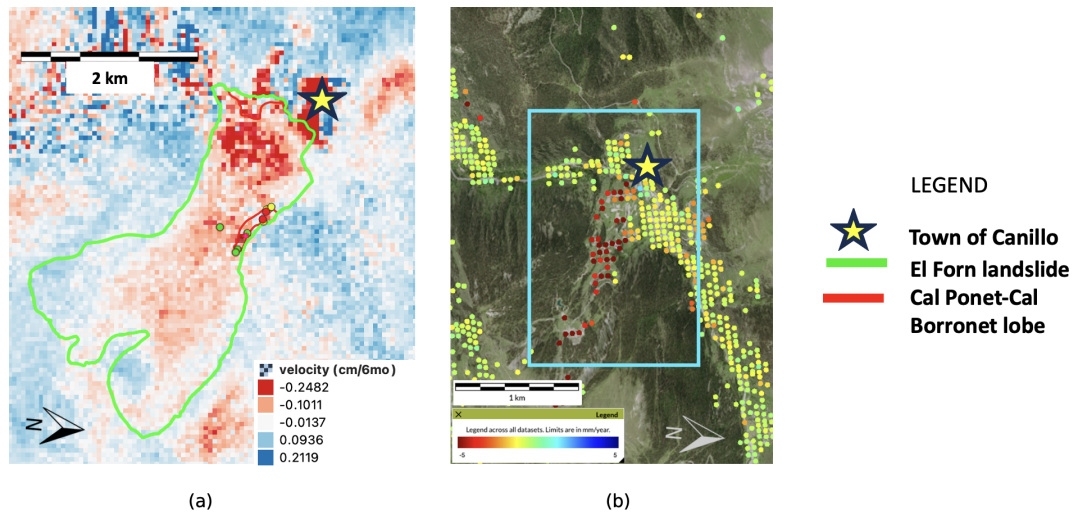 2 km
N
velocity (cm/6mo)
-0.2482
-0.1011
-0.0137
0.0936
0.2119
(a)
1 km
N
Legend
Legend across all datasets. Limits are in mm/year.
-5
5
(b)
LEGEND
Town of Canillo
El Forn landslide
Cal Ponet-Cal
Borronet lobe